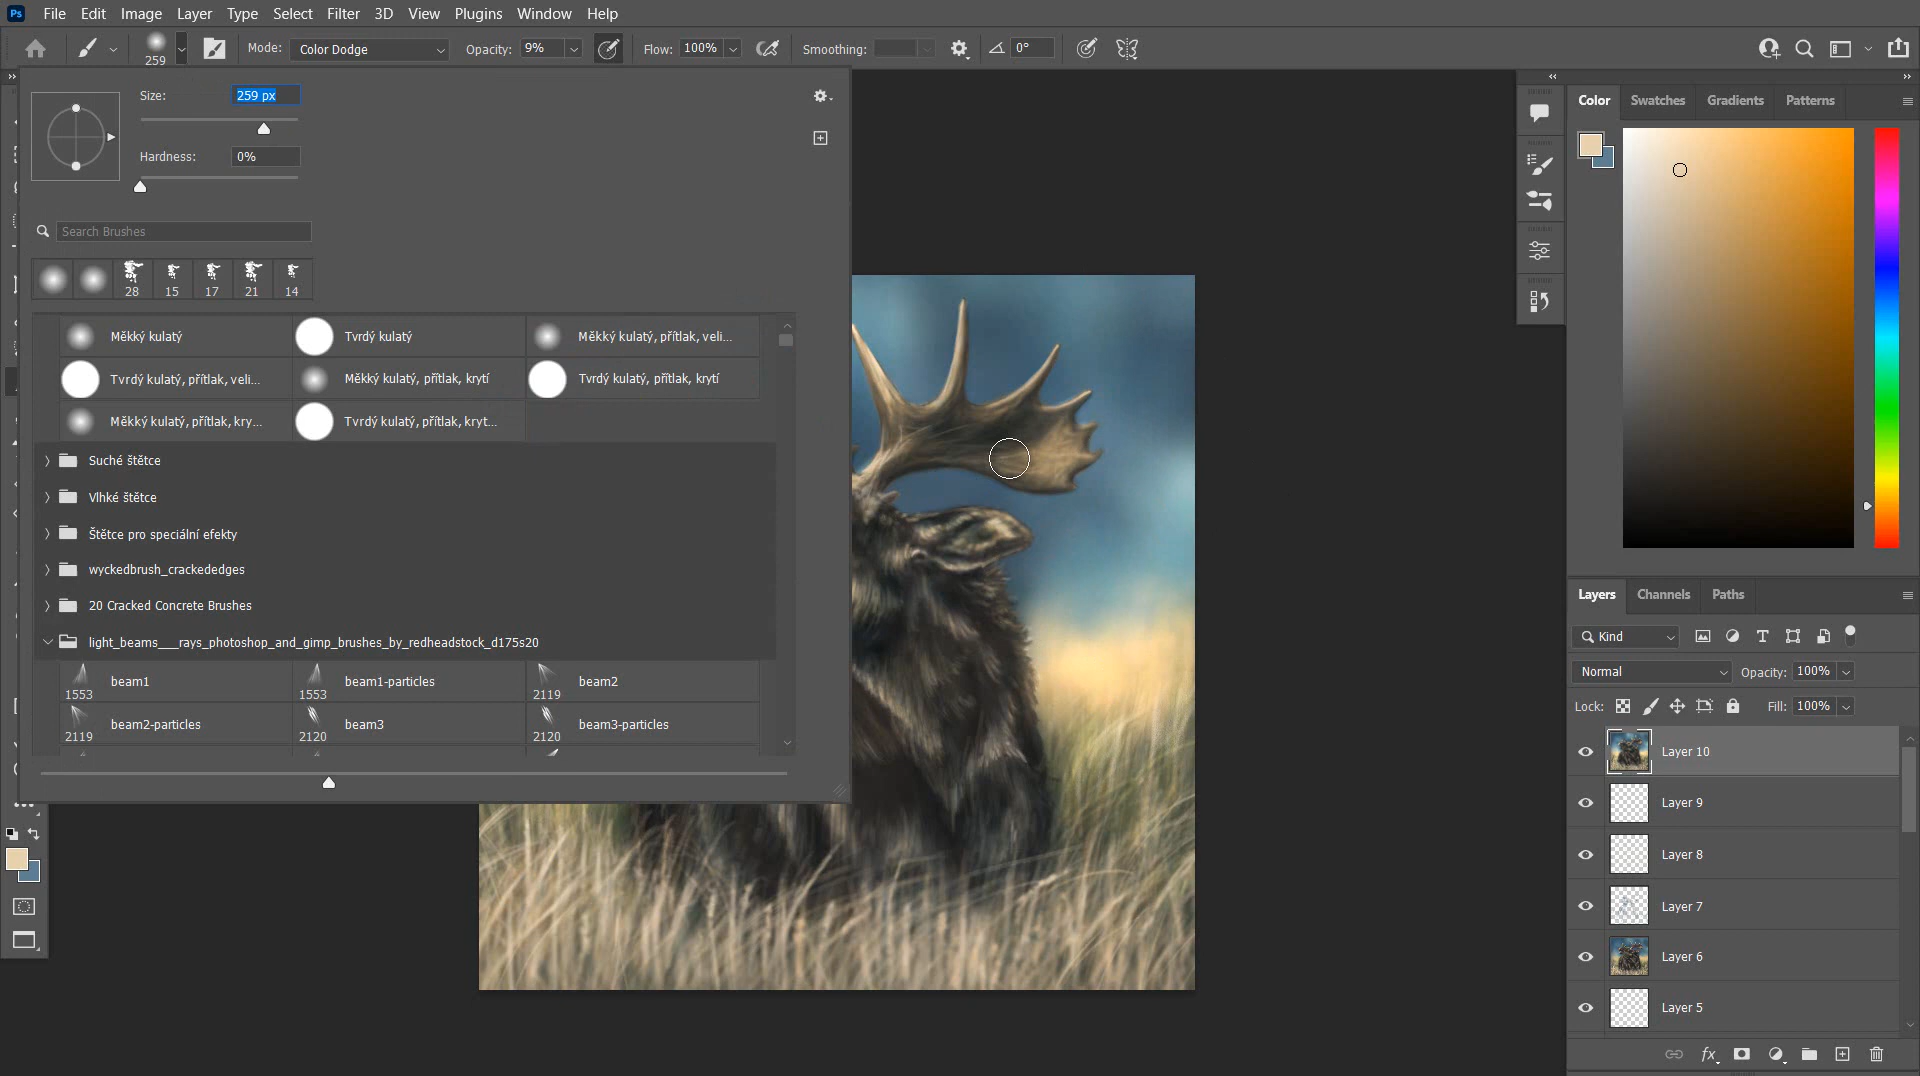 Ps File Edit Image Layer Type Select Filter 3D View Plugins Window Help
259 Mode: Color Dodge Opacity: 9% Flow: 100% Smoothing: 0°
Size: 259 px
Hardness: 0%
Search Brushes
28 15 17 21 14
Měkký kulatý Tvrdý kulatý Měkký kulatý, přítlak, veli...
Tvrdý kulatý, přítlak, veli... Měkký kulatý, přítlak, krytí Tvrdý kulatý, přítlak, krytí
Měkký kulatý, přítlak, kry... Tvrdý kulatý, přítlak, kryt...
Suché štětce
Vlhké štětce
Štětce pro speciální efekty
wyckedbrush_crackededges
20 Cracked Concrete Brushes
light_beams___rays_photoshop_and_gimp_brushes_by_redheadstock_d175s20
1553 beam1 1553 beam1-particles 2119 beam2
2119 beam2-particles 2120 beam3 2120 beam3-particles
Color Swatches Gradients Patterns
Layers Channels Paths
Kind
Normal Opacity: 100%
Lock: Fill: 100%
Layer 10
Layer 9
Layer 8
Layer 7
Layer 6
Layer 5
fx